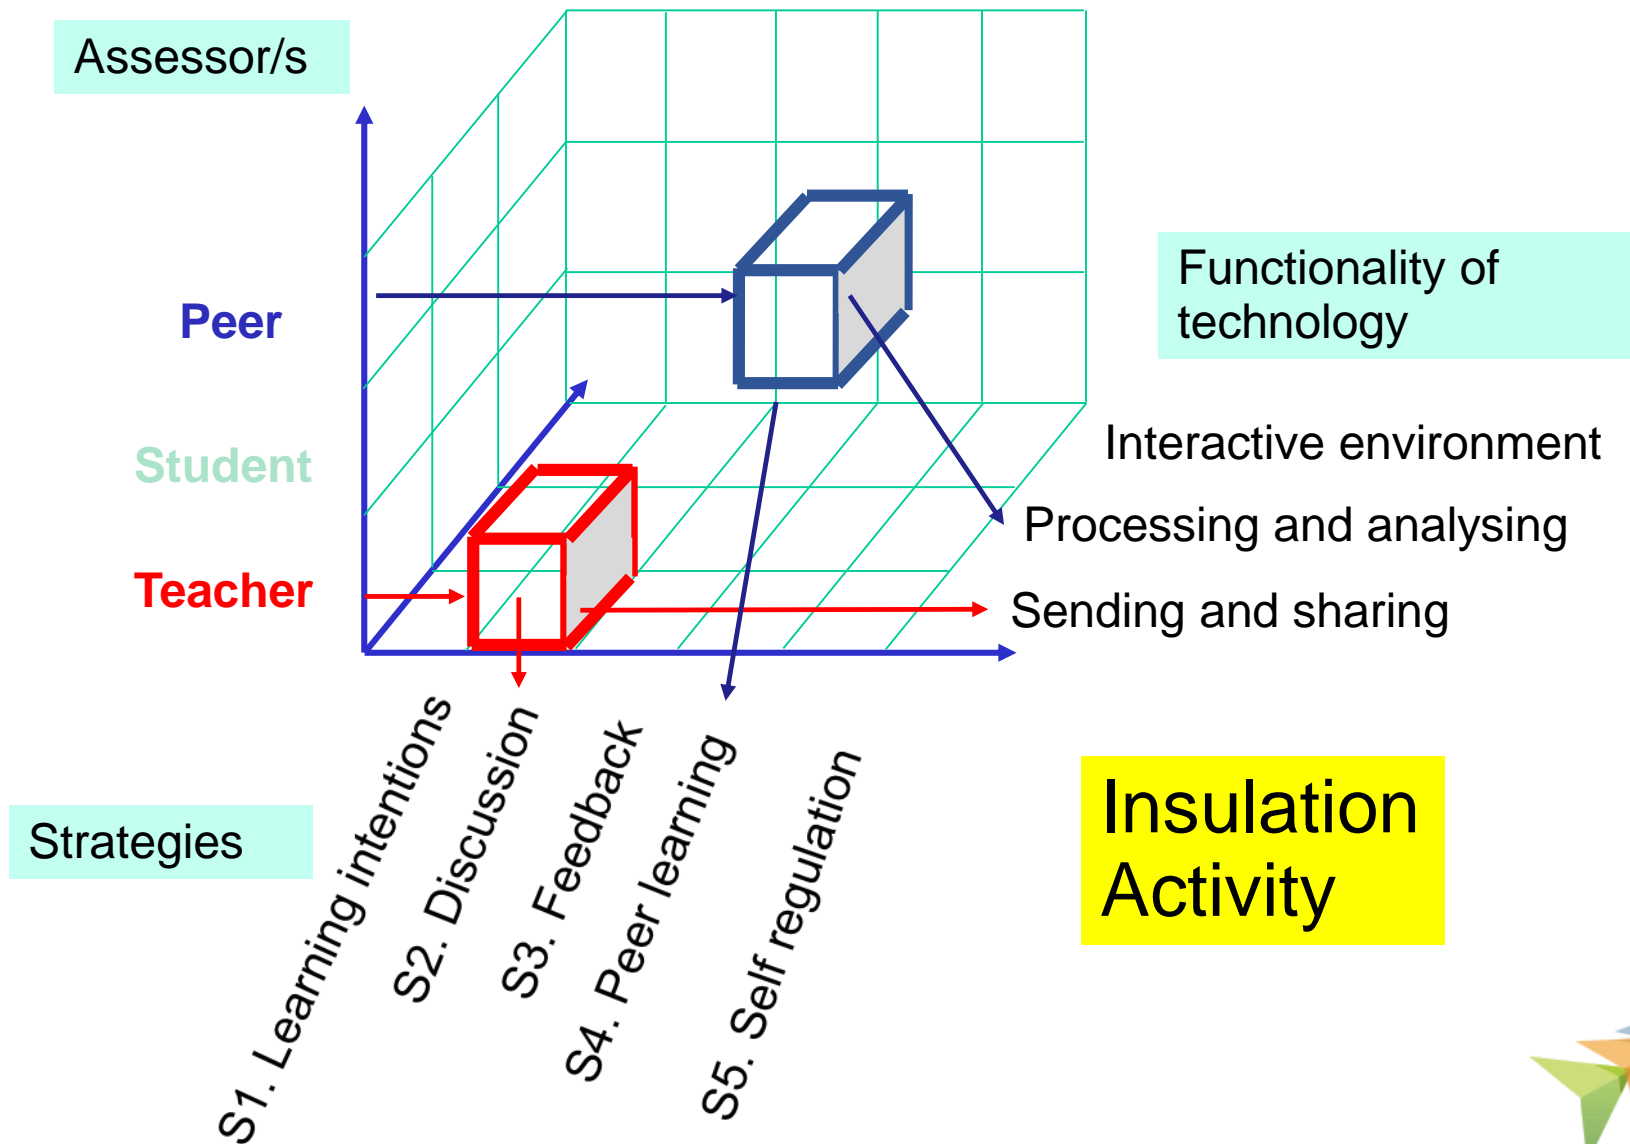 Assessor/s
Peer
Student
Teacher
Functionality of
technology
Interactive environment
Processing and analysing
Sending and sharing
Strategies
S1. Learning intentions
S2. Discussion
S3. Feedback
S4. Peer learning
S5. Self regulation
Insulation
Activity